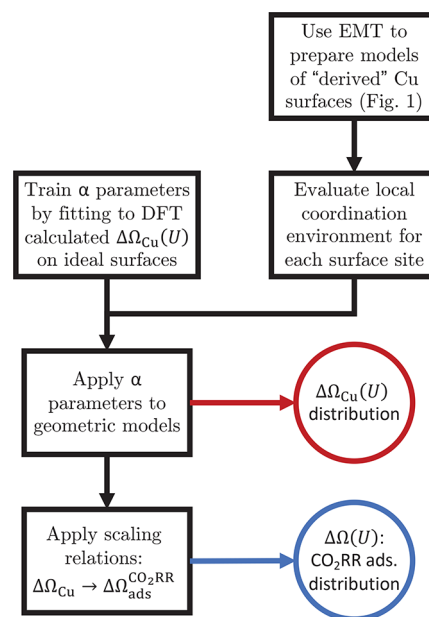 Use EMT to
prepare models
of “derived” Cu
surfaces (Fig. 1)
Train α parameters
by fitting to DFT
calculated ΔΩ_Cu(U)
on ideal surfaces
Evaluate local
coordination
environment for
each surface site
Apply α
parameters to
geometric models
ΔΩ_Cu(U)
distribution
Apply scaling
relations:
ΔΩ_Cu → ΔΩ_ads^CO₂RR
ΔΩ(U):
CO₂RR ads.
distribution